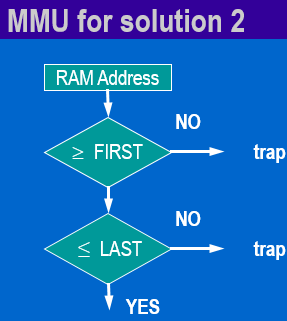 MMU for solution 2
RAM Address
NO
≥ FIRST
trap
NO
≤ LAST
trap
YES